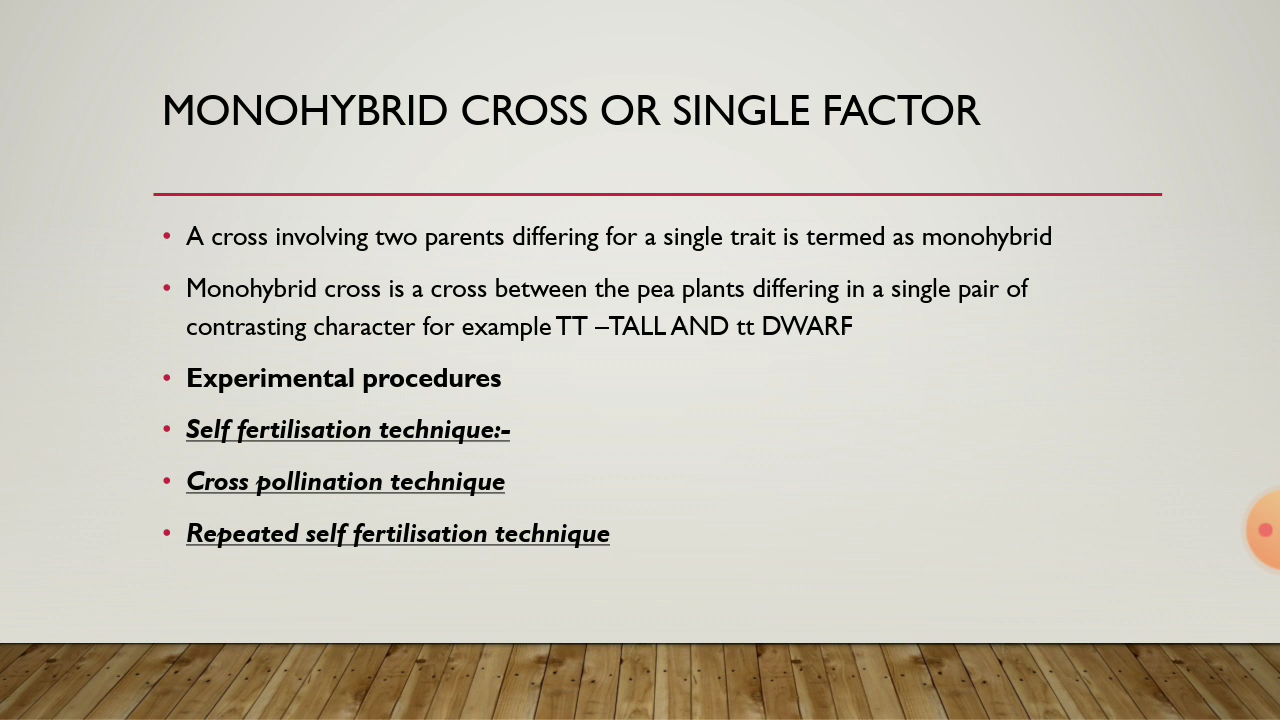 MONOHYBRID CROSS OR SINGLE FACTOR
• A cross involving two parents differing for a single trait is termed as monohybrid
• Monohybrid cross is a cross between the pea plants differing in a single pair of
contrasting character for example TT –TALL AND tt DWARF
• Experimental procedures
• Self fertilisation technique:-
• Cross pollination technique
• Repeated self fertilisation technique